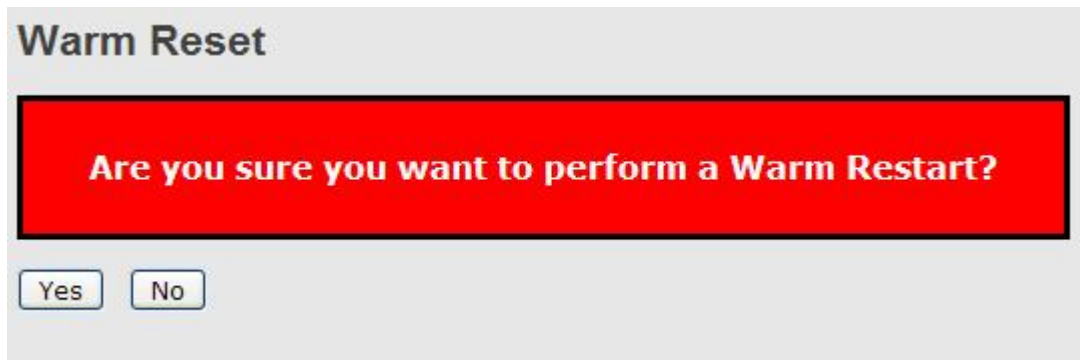 Warm Reset
Are you sure you want to perform a Warm Restart?
Yes No